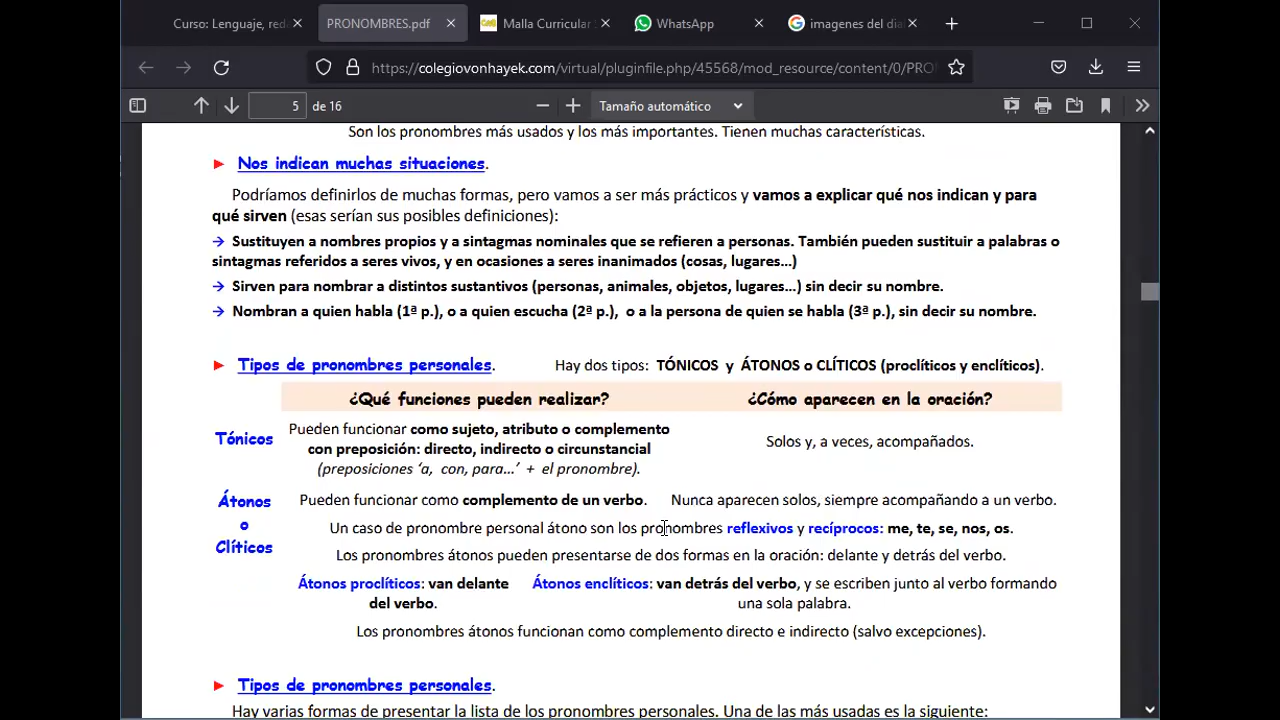 Curso: Lenguaje, red
PRONOMBRES.pdf
Malla Curricular
WhatsApp
imagenes del dia
https://colegiovonhayek.com/virtual/pluginfile.php/45568/mod_resource/content/0/PRO
5 de 16
Tamaño automático
Son los pronombres más usados y los más importantes. Tienen muchas características.
Nos indican muchas situaciones.
Podríamos definirlos de muchas formas, pero vamos a ser más prácticos y vamos a explicar qué nos indican y para
qué sirven (esas serían sus posibles definiciones):
→ Sustituyen a nombres propios y a sintagmas nominales que se refieren a personas. También pueden sustituir a palabras o
sintagmas referidos a seres vivos, y en ocasiones a seres inanimados (cosas, lugares...)
→ Sirven para nombrar a distintos sustantivos (personas, animales, objetos, lugares...) sin decir su nombre.
→ Nombran a quien habla (1ª p.), o a quien escucha (2ª p.), o a la persona de quien se habla (3ª p.), sin decir su nombre.
Tipos de pronombres personales. Hay dos tipos: TÓNICOS y ÁTONOS o CLÍTICOS (proclíticos y enclíticos).
¿Qué funciones pueden realizar? ¿Cómo aparecen en la oración?
Tónicos
Pueden funcionar como sujeto, atributo o complemento
con preposición: directo, indirecto o circunstancial
(preposiciones 'a, con, para...' + el pronombre).
Solos y, a veces, acompañados.
Átonos
o
Clíticos
Pueden funcionar como complemento de un verbo. Nunca aparecen solos, siempre acompañando a un verbo.
Un caso de pronombre personal átono son los pronombres reflexivos y recíprocos: me, te, se, nos, os.
Los pronombres átonos pueden presentarse de dos formas en la oración: delante y detrás del verbo.
Átonos proclíticos: van delante
del verbo.
Átonos enclíticos: van detrás del verbo, y se escriben junto al verbo formando
una sola palabra.
Los pronombres átonos funcionan como complemento directo e indirecto (salvo excepciones).
Tipos de pronombres personales.
Hay varias formas de presentar la lista de los pronombres personales. Una de las más usadas es la siguiente: